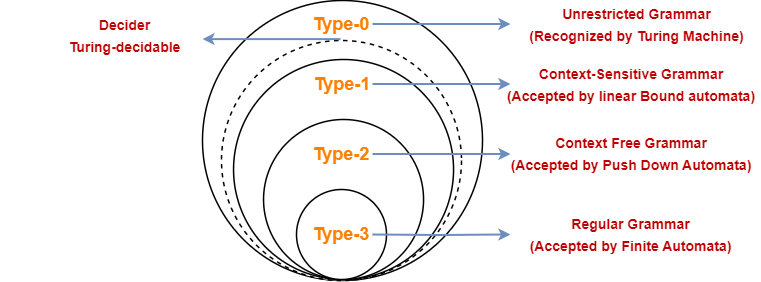 Decider
Turing-decidable
Type-0
Unrestricted Grammar
(Recognized by Turing Machine)
Type-1
Context-Sensitive Grammar
(Accepted by linear Bound automata)
Type-2
Context Free Grammar
(Accepted by Push Down Automata)
Type-3
Regular Grammar
(Accepted by Finite Automata)